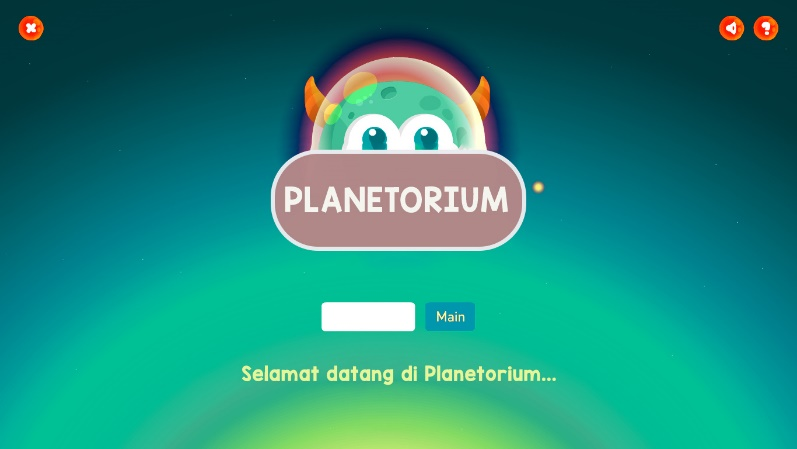 PLANETORIUM
Main
Selamat datang di Planetorium...